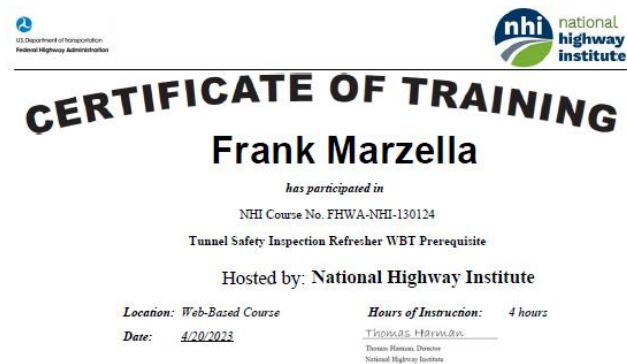 U.S. Department of Transportation
Federal Highway Administration
nhi
national
highway
institute
CERTIFICATE OF TRAINING
Frank Marzella
has participated in
NHI Course No. FHWA-NHI-130124
Tunnel Safety Inspection Refresher WBT Prerequisite
Hosted by: National Highway Institute
Location: Web-Based Course Hours of Instruction: 4 hours
Date: 4/20/2023 Thomas Harman
Thomas Harman, Director
National Highway Institute